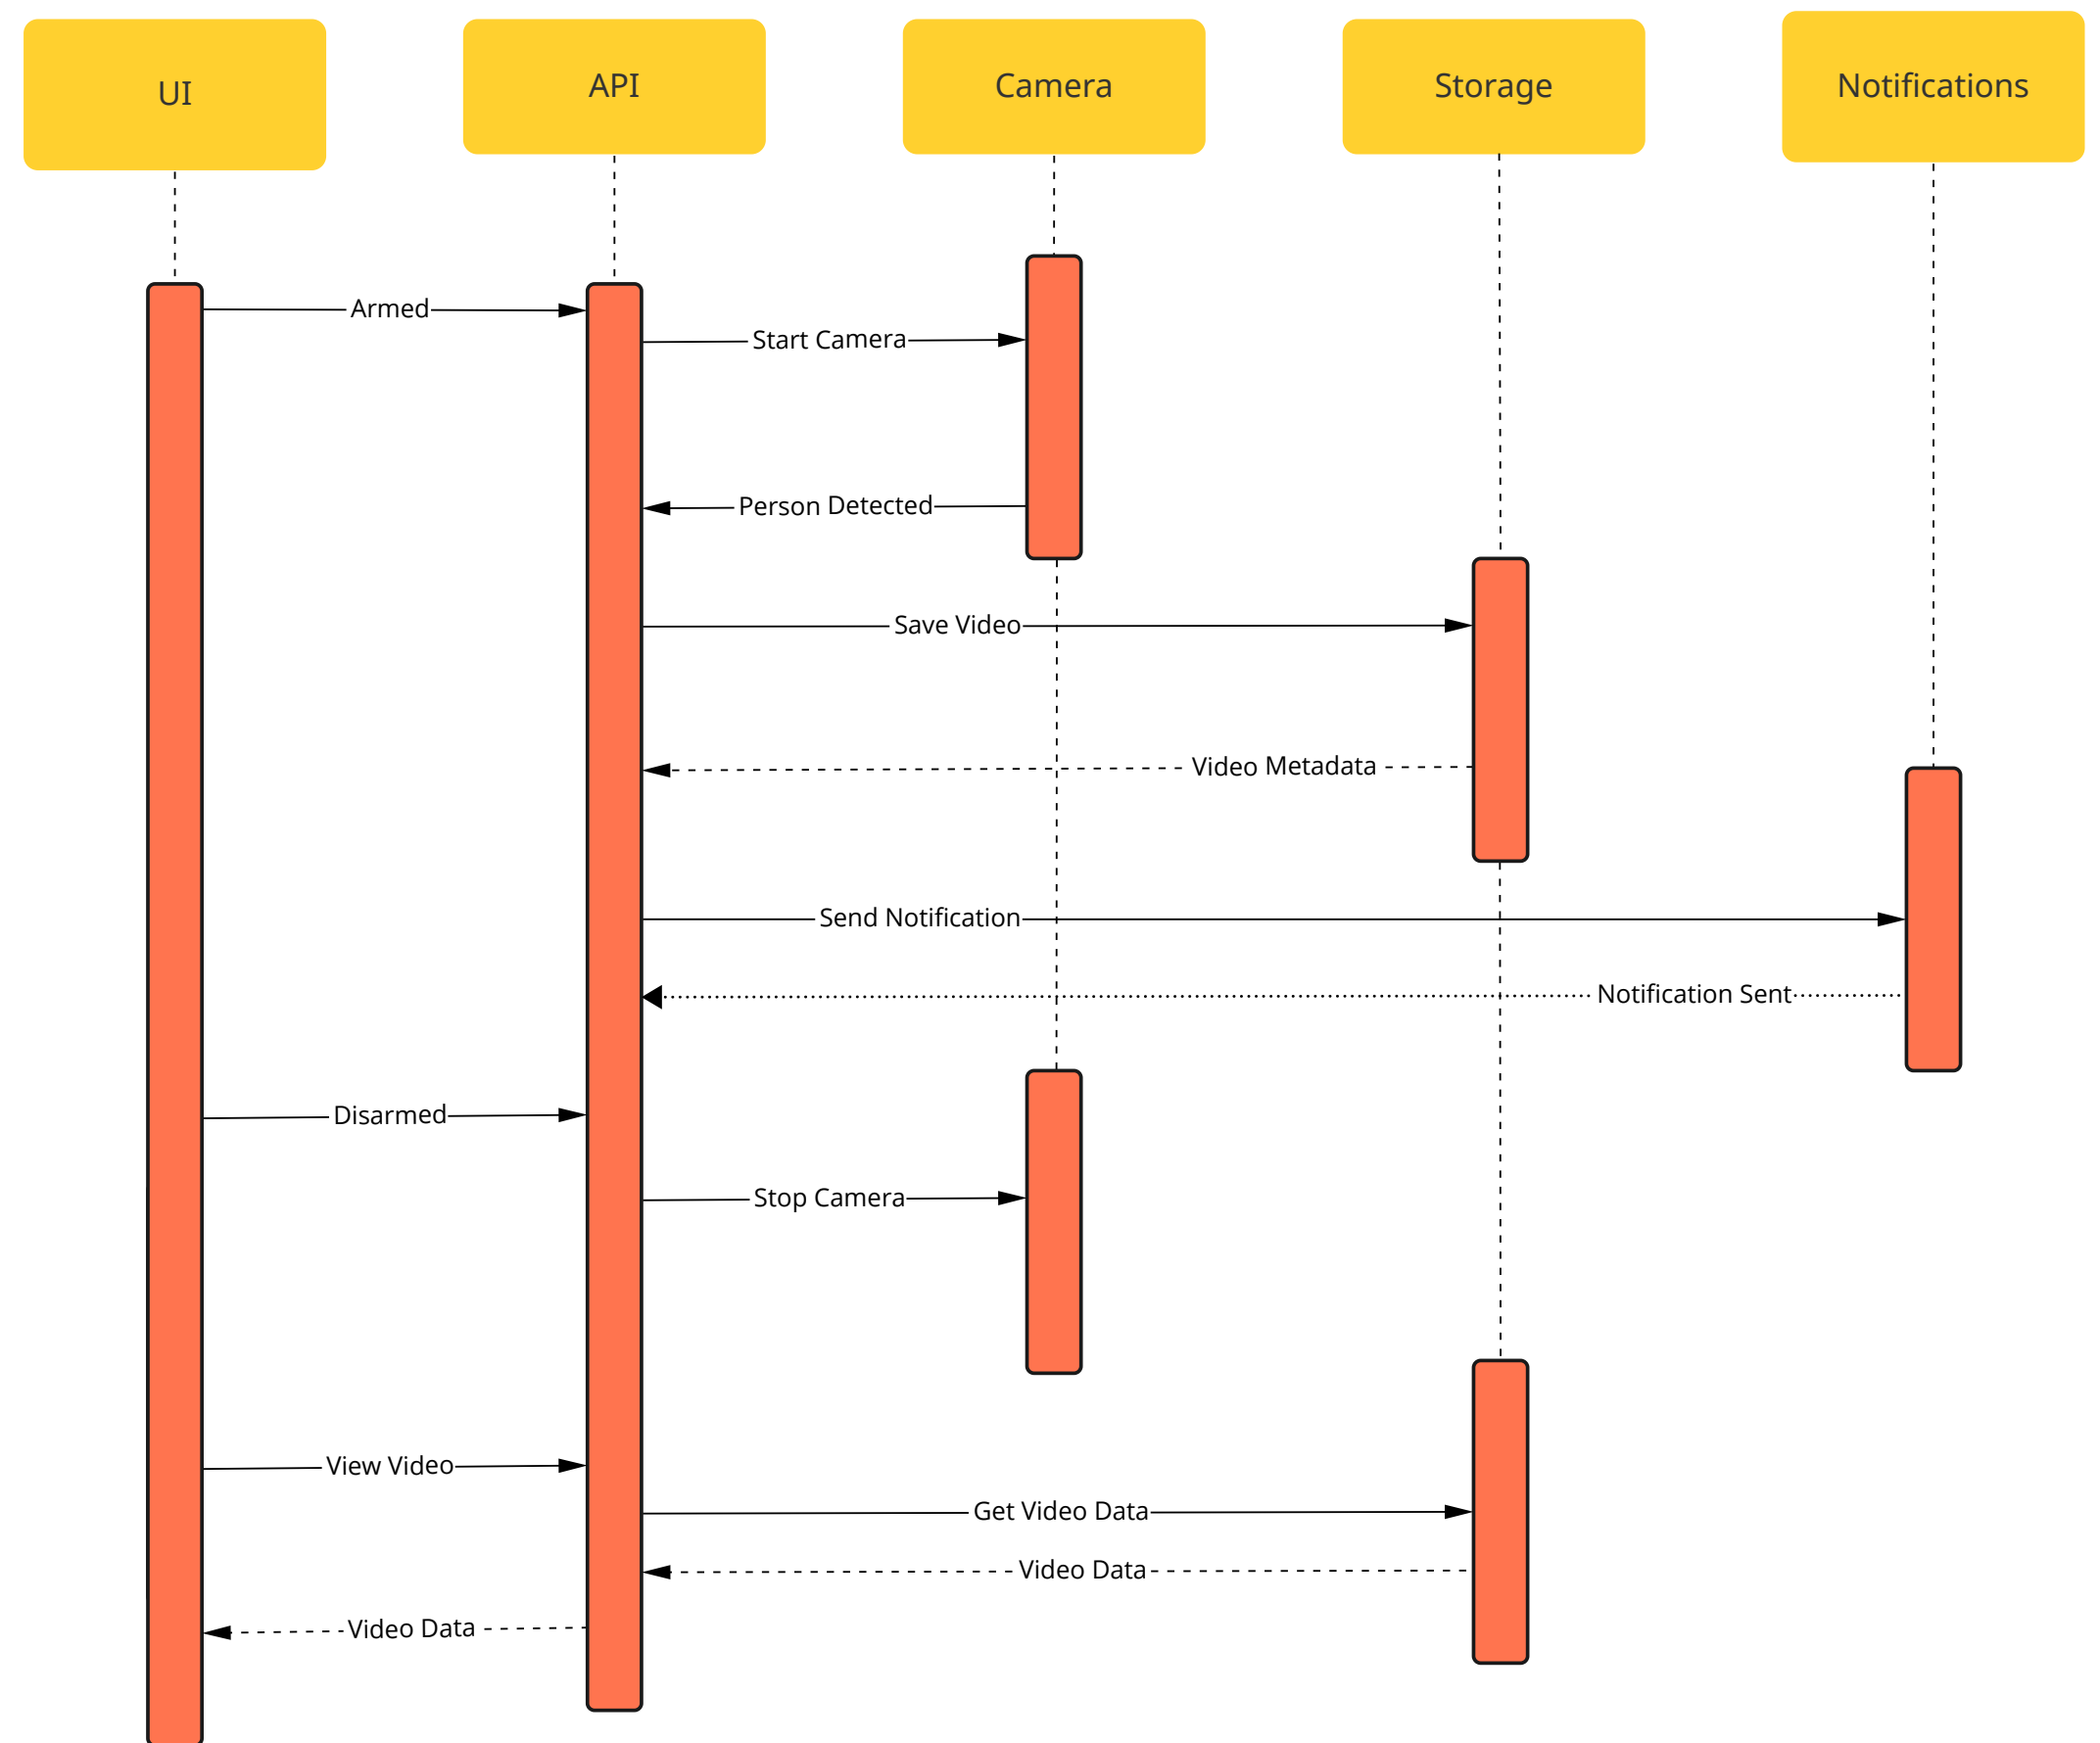 UI
API
Camera
Storage
Notifications
Armed
Start Camera
Person Detected
Save Video
Video Metadata
Send Notification
Notification Sent
Disarmed
Stop Camera
View Video
Get Video Data
Video Data
Video Data